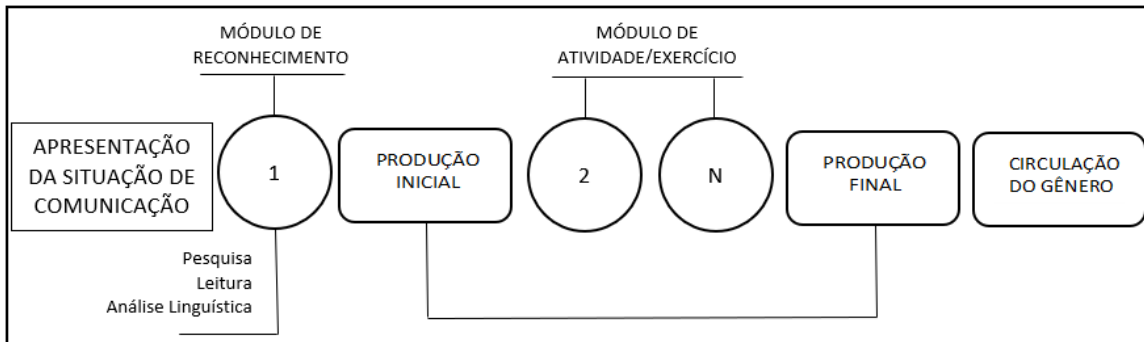 MÓDULO DE
RECONHECIMENTO
MÓDULO DE
ATIVIDADE/EXERCÍCIO
APRESENTAÇÃO
DA SITUAÇÃO DE
COMUNICAÇÃO
1
PRODUÇÃO
INICIAL
2
N
PRODUÇÃO
FINAL
CIRCULAÇÃO
DO GÊNERO
Pesquisa
Leitura
Análise Linguística